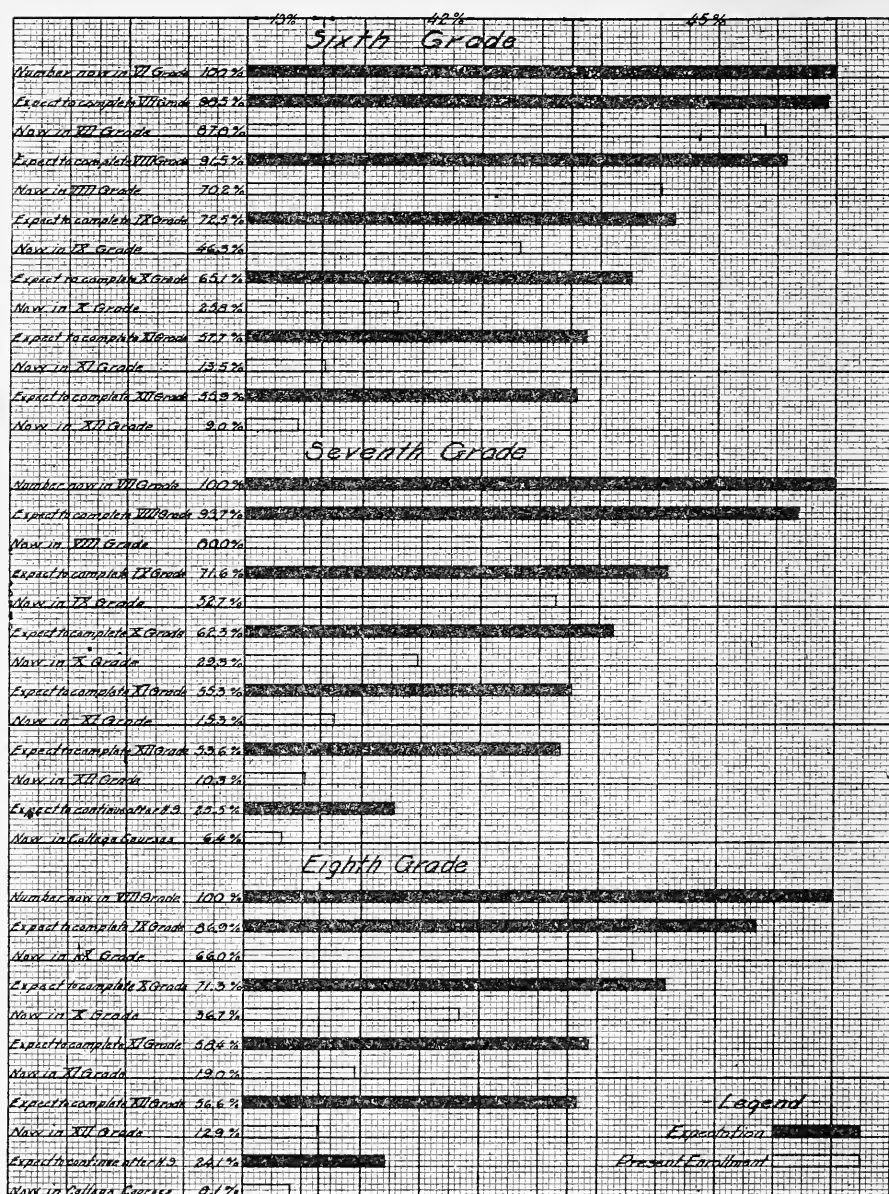 13% 42% 45%
Sixth Grade
Number now in VI Grade 100%
Expect to complete VII Grade 98.5%
Now in VII Grade 87.8%
Expect to complete VIII Grade 91.5%
Now in VIII Grade 70.2%
Expect to complete IX Grade 72.5%
Now in IX Grade 46.3%
Expect to complete X Grade 65.1%
Now in X Grade 25.8%
Expect to complete XI Grade 57.7%
Now in XI Grade 13.5%
Expect to complete XII Grade 55.9%
Now in XII Grade 9.0%
Seventh Grade
Number now in VII Grade 100%
Expect to complete VIII Grade 93.7%
Now in VIII Grade 80.0%
Expect to complete IX Grade 71.6%
Now in IX Grade 52.7%
Expect to complete X Grade 62.3%
Now in X Grade 29.3%
Expect to complete XI Grade 55.3%
Now in XI Grade 15.3%
Expect to complete XII Grade 53.6%
Now in XII Grade 10.3%
Expect to continue after H.S. 25.5%
Now in College Courses 6.4%
Eighth Grade
Number now in VIII Grade 100%
Expect to complete IX Grade 86.9%
Now in IX Grade 66.0%
Expect to complete X Grade 71.3%
Now in X Grade 36.7%
Expect to complete XI Grade 58.4%
Now in XI Grade 19.0%
Expect to complete XII Grade 56.6%
- Legend -
Now in XII Grade 12.9%
Expectation
Expect to continue after H.S. 24.1%
Present Enrollment
Now in College Courses 8.1%